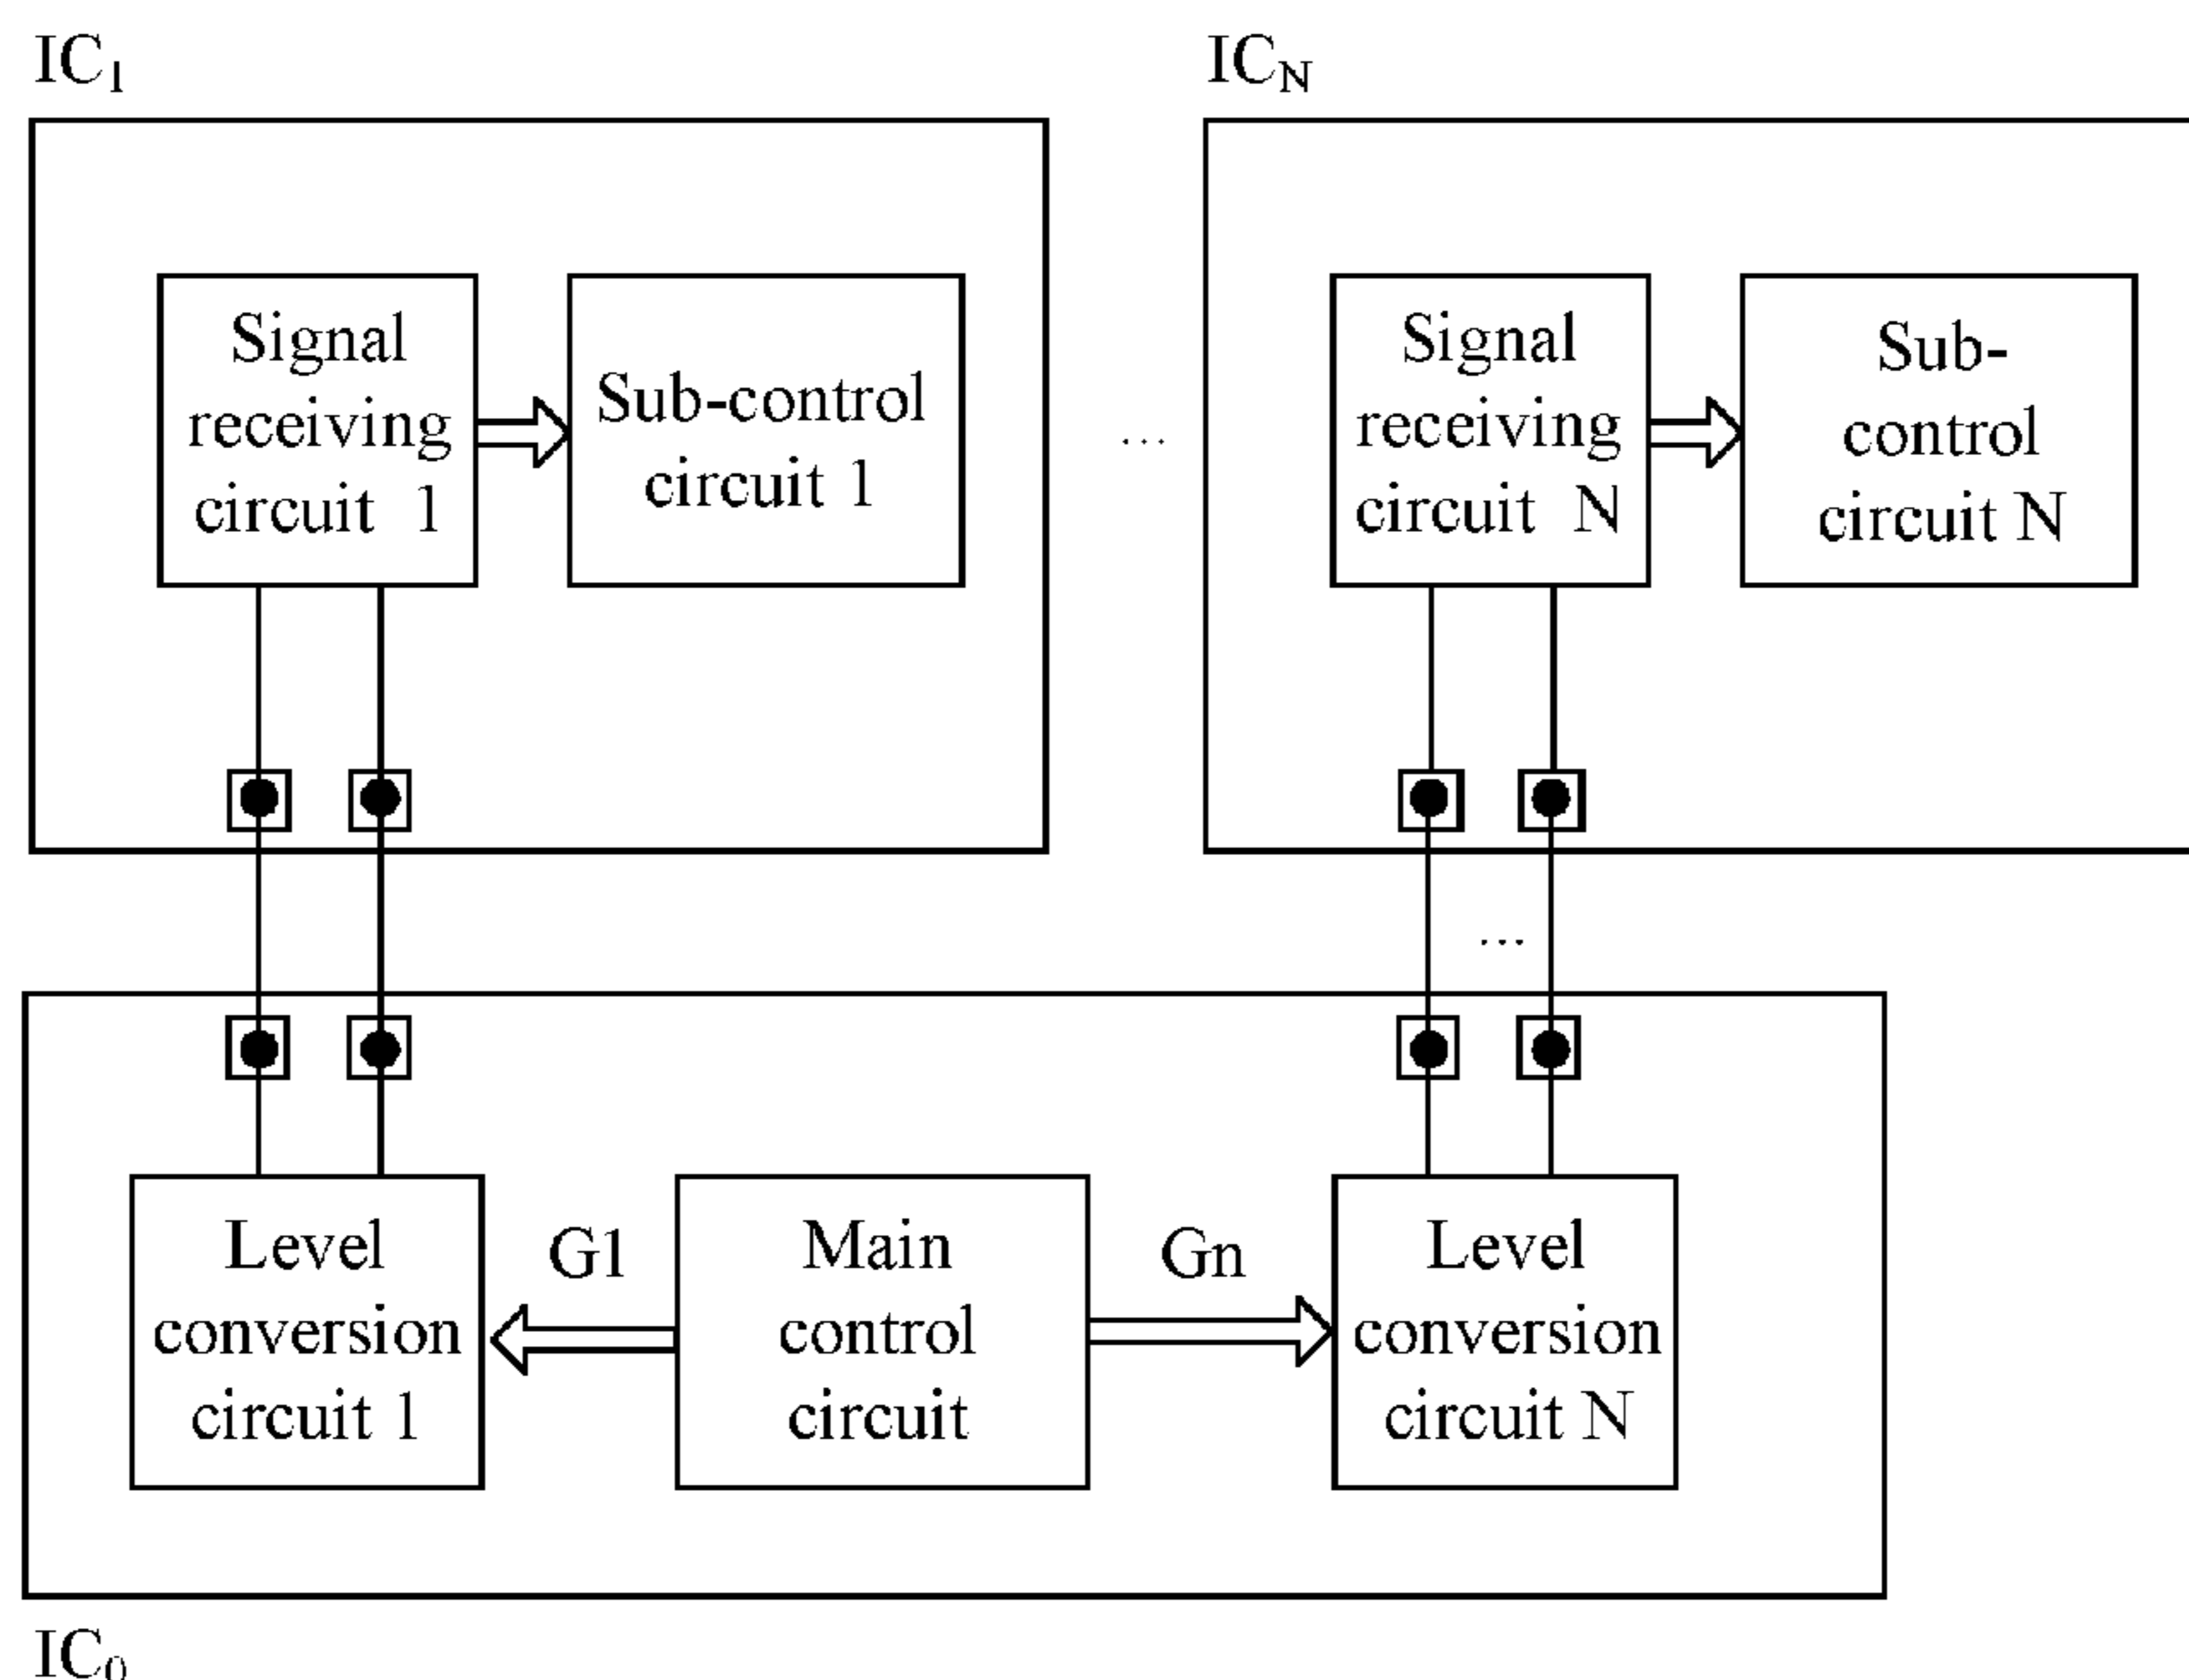 IC1
ICN
Signal
receiving
circuit 1
Sub-control
circuit 1
...
Signal
receiving
circuit N
Sub-
control
circuit N
...
Level
conversion
circuit 1
G1
Main
control
circuit
Gn
Level
conversion
circuit N
IC0